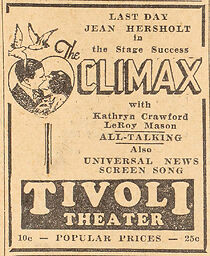 LAST DAY
JEAN HERSHOLT
in
the Stage Success
The
CLIMAX
with
Kathryn Crawford
LeRoy Mason
ALL-TALKING
Also
UNIVERSAL NEWS
SCREEN SONG
TIVOLI
THEATER
10c — POPULAR PRICES — 25c